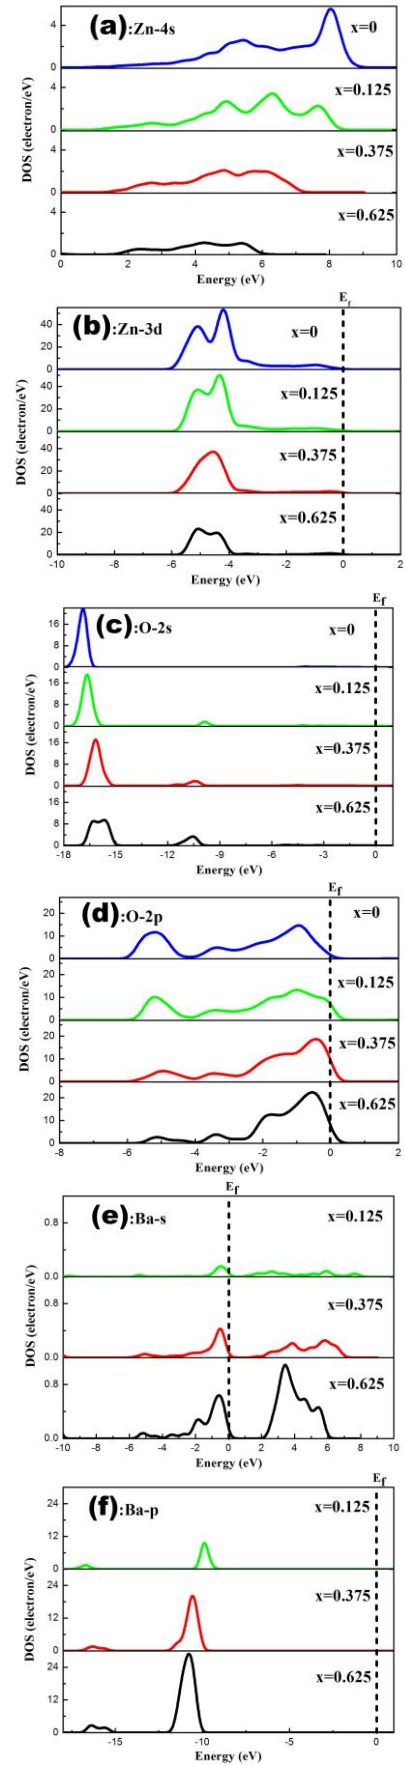 (a):Zn-4s
x=0
x=0.125
x=0.375
x=0.625
DOS (electron/eV)
4
0
4
0
4
0
4
0
0 2 4 6 8 10
Energy (eV)
Ef
(b):Zn-3d
x=0
x=0.125
x=0.375
x=0.625
DOS (electron/eV)
40
20
0
40
20
0
40
20
0
40
20
0
-10 -8 -6 -4 -2 0 2
Energy (eV)
Ef
(c):O-2s
x=0
x=0.125
x=0.375
x=0.625
DOS (electron/eV)
16
12
8
4
0
16
12
8
4
0
16
12
8
4
0
16
12
8
4
0
-18 -15 -12 -9 -6 -3 0
Energy (eV)
Ef
(d):O-2p
x=0
x=0.125
x=0.375
x=0.625
DOS (electron/eV)
20
10
0
20
10
0
20
10
0
20
10
0
-8 -6 -4 -2 0 2
Energy (eV)
Ef
(e):Ba-s
x=0.125
x=0.375
x=0.625
DOS (electron/eV)
0.8
0.0
0.8
0.0
0.8
0.0
-10 -8 -6 -4 -2 0 2 4 6 8 10
Energy (eV)
Ef
(f):Ba-p
x=0.125
x=0.375
x=0.625
DOS (electron/eV)
24
12
0
24
12
0
24
12
0
-15 -10 -5 0
Energy (eV)